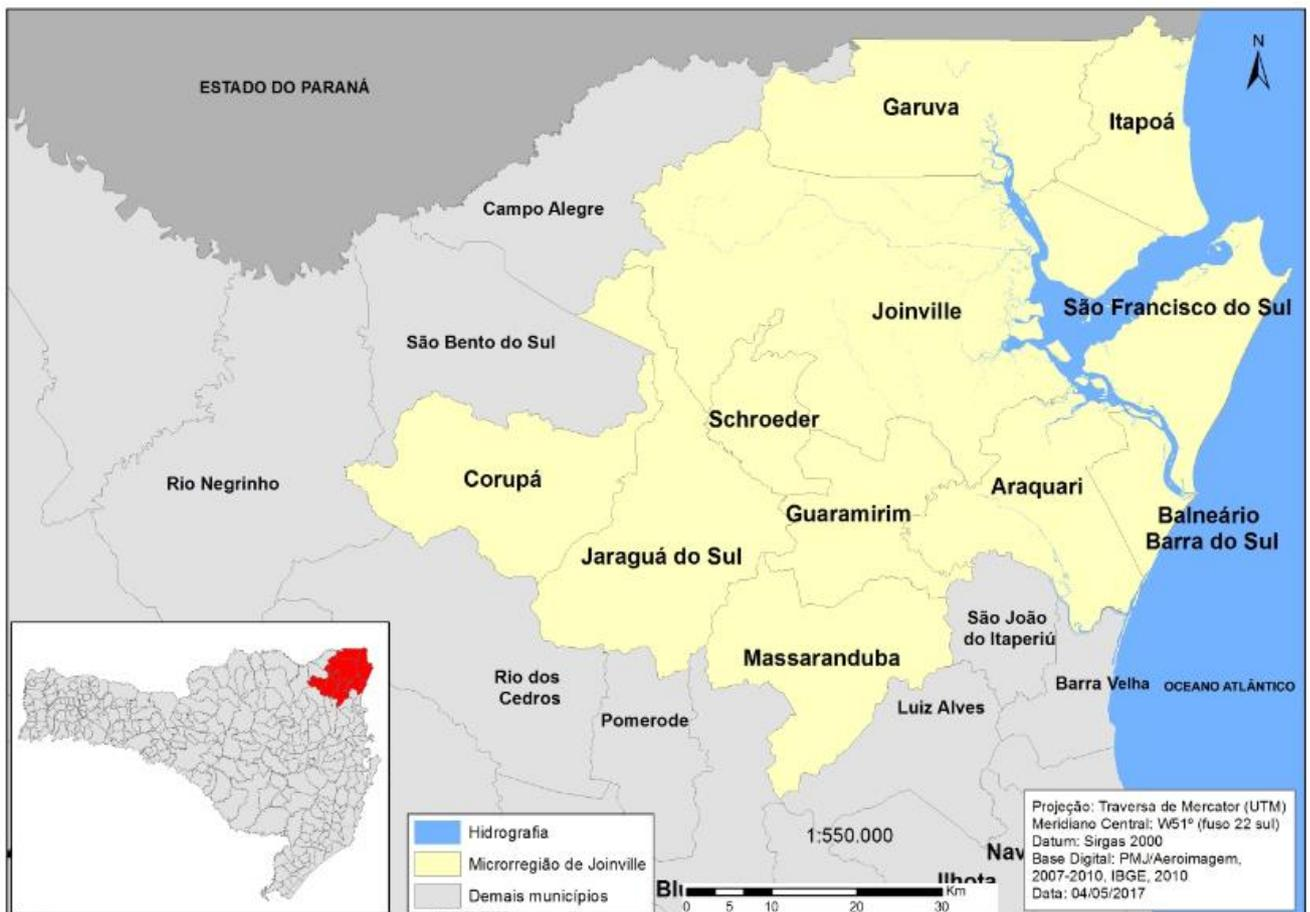 ESTADO DO PARANÁ
N
Garuva
Itapoá
Campo Alegre
São Bento do Sul
Joinville
São Francisco do Sul
Schroeder
Corupá
Rio Negrinho
Araquari
Guaramirim
Balneário
Barra do Sul
Jaraguá do Sul
São João
do Itaperiú
Massaranduba
Rio dos
Cedros
Pomerode
Luiz Alves
Barra Velha
OCEANO ATLÂNTICO
Hidrografia
Microrregião de Joinville
Demais municípios
1:550.000
Nav
Ilhota
Blu
Km
0 5 10 20 30
Projeção: Traversa de Mercator (UTM)
Meridiano Central: W51º (fuso 22 sul)
Datum: Sirgas 2000
Base Digital: PMJ/Aeroimagem,
2007-2010, IBGE, 2010
Data: 04/05/2017